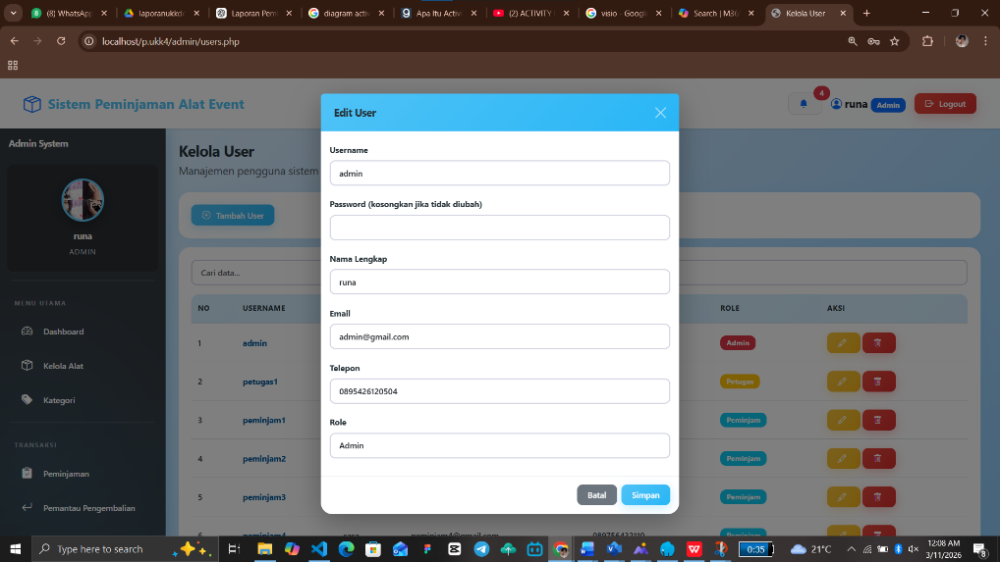 (8) WhatsApp
laporanukkd
Laporan Pem
diagram activ
Apa Itu Activ
(2) ACTIVITY
visio - Google
Search | M36
Kelola User
localhost/p.ukk4/admin/users.php
Sistem Peminjaman Alat Event
4
runa
Admin
Logout
Admin System
runa
ADMIN
MENU UTAMA
Dashboard
Kelola Alat
Kategori
TRANSAKSI
Peminjaman
Pemantau Pengembalian
Kelola User
Manajemen pengguna sistem
Tambah User
Cari data...
NO USERNAME ROLE AKSI
1 admin Admin
2 petugas1 Petugas
3 peminjam1 Peminjam
4 peminjam2 Peminjam
5 peminjam3 Peminjam
Edit User
Username
admin
Password (kosongkan jika tidak diubah)
Nama Lengkap
runa
Email
admin@gmail.com
Telepon
0895426120504
Role
Admin
Batal
Simpan
Type here to search
0:35
21°C
12:08 AM
3/11/2026
8